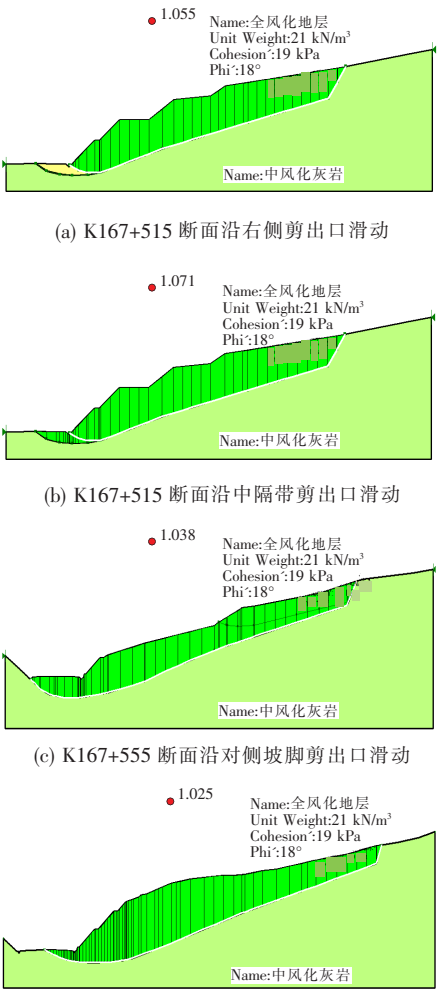 1.055
Name:全风化地层
Unit Weight:21 kN/m³
Cohesion´:19 kPa
Phi´:18°
Name:中风化灰岩
(a) K167+515 断面沿右侧剪出口滑动
1.071
Name:全风化地层
Unit Weight:21 kN/m³
Cohesion´:19 kPa
Phi´:18°
Name:中风化灰岩
(b) K167+515 断面沿中隔带剪出口滑动
1.038
Name:全风化地层
Unit Weight:21 kN/m³
Cohesion´:19 kPa
Phi´:18°
Name:中风化灰岩
(c) K167+555 断面沿对侧坡脚剪出口滑动
1.025
Name:全风化地层
Unit Weight:21 kN/m³
Cohesion´:19 kPa
Phi´:18°
Name:中风化灰岩